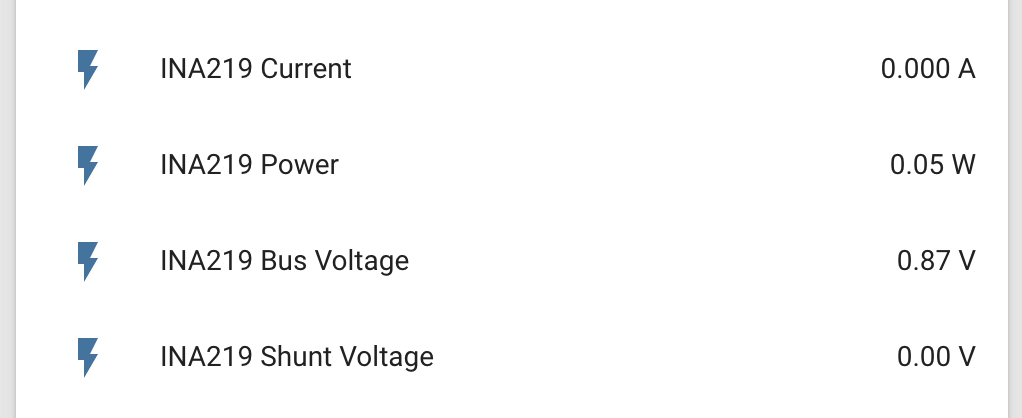 INA219 Current 0.000 A
INA219 Power 0.05 W
INA219 Bus Voltage 0.87 V
INA219 Shunt Voltage 0.00 V